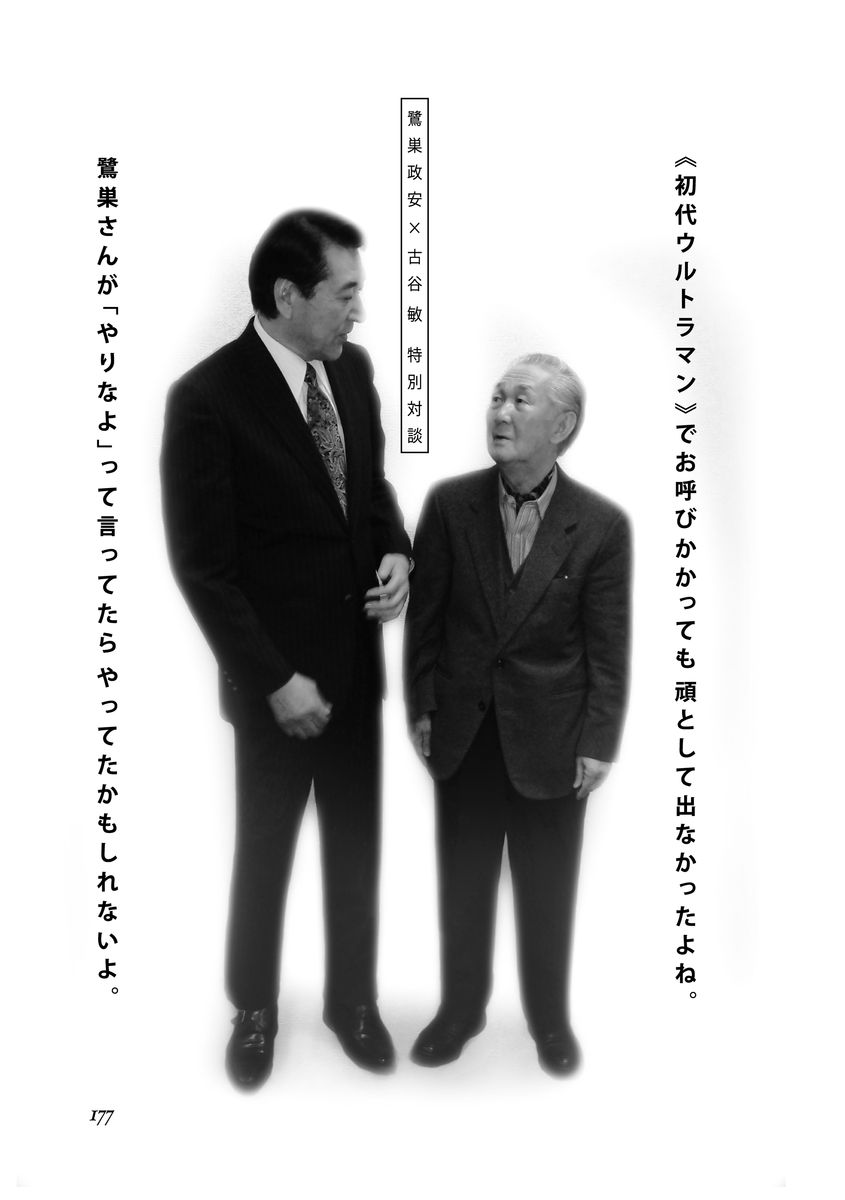 《初代ウルトラマン》でお呼びかかっても 頑として出なかったよね。
鷺巣政安×古谷 敏 特別対談
鷺巣さんが「やりなよ」って言ってたら やってたかもしれないよ。
177